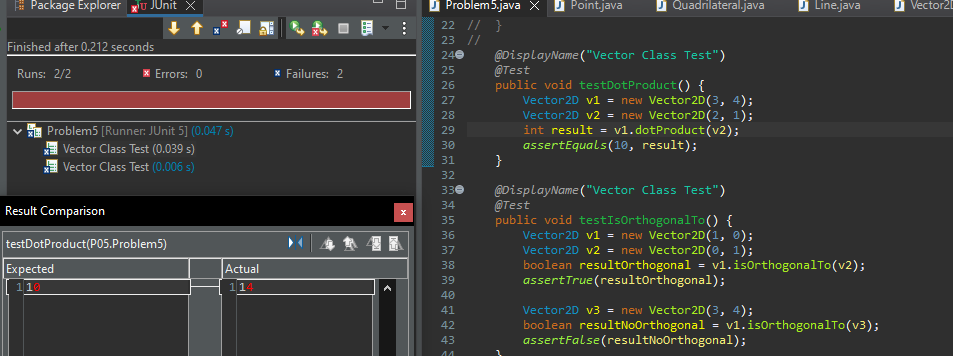 Package Explorer JUnit
Finished after 0.212 seconds
Runs: 2/2 Errors: 0 Failures: 2
Problem5 [Runner: JUnit 5] (0.047 s)
Vector Class Test (0.039 s)
Vector Class Test (0.006 s)
Result Comparison x
testDotProduct(P05.Problem5)
Expected Actual
1 10 1 14
Problem5.java Point.java Quadrilateral.java Line.java Vector2D
22 // }
23 //
24 @DisplayName("Vector Class Test")
25 @Test
26 public void testDotProduct() {
27 Vector2D v1 = new Vector2D(3, 4);
28 Vector2D v2 = new Vector2D(2, 1);
29 int result = v1.dotProduct(v2);
30 assertEquals(10, result);
31 }
32
33 @DisplayName("Vector Class Test")
34 @Test
35 public void testIsOrthogonalTo() {
36 Vector2D v1 = new Vector2D(1, 0);
37 Vector2D v2 = new Vector2D(0, 1);
38 boolean resultOrthogonal = v1.isOrthogonalTo(v2);
39 assertTrue(resultOrthogonal);
40
41 Vector2D v3 = new Vector2D(3, 4);
42 boolean resultNoOrthogonal = v1.isOrthogonalTo(v3);
43 assertFalse(resultNoOrthogonal);
44 }